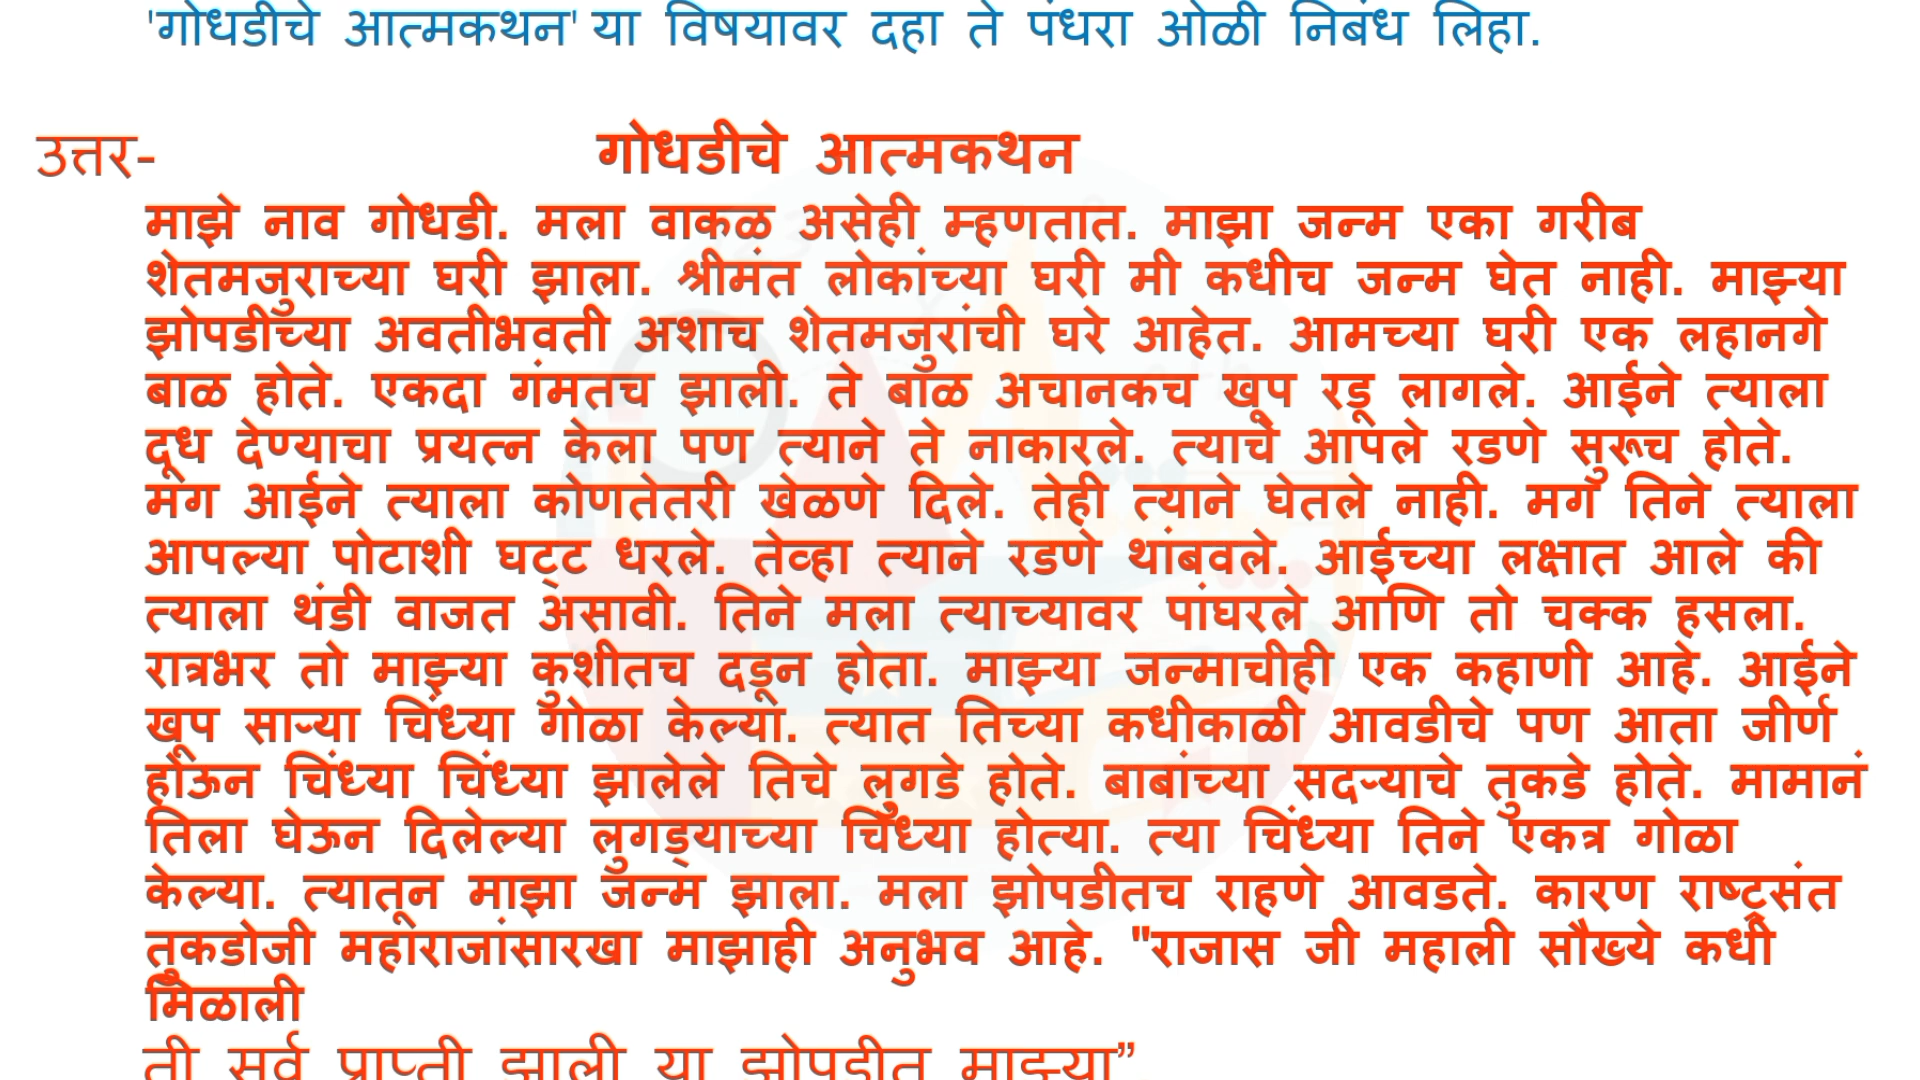 'गोधडीचे आत्मकथन' या विषयावर दहा ते पंधरा ओळी निबंध लिहा.
उत्तर- गोधडीचे आत्मकथन
माझे नाव गोधडी. मला वाकळ असेही म्हणतात. माझा जन्म एका गरीब
शेतमजुराच्या घरी झाला. श्रीमंत लोकांच्या घरी मी कधीच जन्म घेत नाही. माझ्या
झोपडीच्या अवतीभवती अशाच शेतमजुरांची घरे आहेत. आमच्या घरी एक लहानगे
बाळ होते. एकदा गंमतच झाली. ते बाळ अचानकच खूप रडू लागले. आईने त्याला
दूध देण्याचा प्रयत्न केला पण त्याने ते नाकारले. त्याचे आपले रडणे सुरूच होते.
मग आईने त्याला कोणतेतरी खेळणे दिले. तेही त्याने घेतले नाही. मग तिने त्याला
आपल्या पोटाशी घट्ट धरले. तेव्हा त्याने रडणे थांबवले. आईच्या लक्षात आले की
त्याला थंडी वाजत असावी. तिने मला त्याच्यावर पांघरले आणि तो चक्क हसला.
रात्रभर तो माझ्या कुशीतच दडून होता. माझ्या जन्माचीही एक कहाणी आहे. आईने
खूप साऱ्या चिंध्या गोळा केल्या. त्यात तिच्या कधीकाळी आवडीचे पण आता जीर्ण
होऊन चिंध्या चिंध्या झालेले तिचे लुगडे होते. बाबांच्या सदऱ्याचे तुकडे होते. मामानं
तिला घेऊन दिलेल्या लुगड्याच्या चिंध्या होत्या. त्या चिंध्या तिने एकत्र गोळा
केल्या. त्यातून माझा जन्म झाला. मला झोपडीतच राहणे आवडते. कारण राष्ट्रसंत
तुकडोजी महाराजांसारखा माझाही अनुभव आहे. "राजास जी महाली सौख्ये कधी
मिळाली
ती सर्व प्राप्ती झाली या झोपडीत माझ्या”